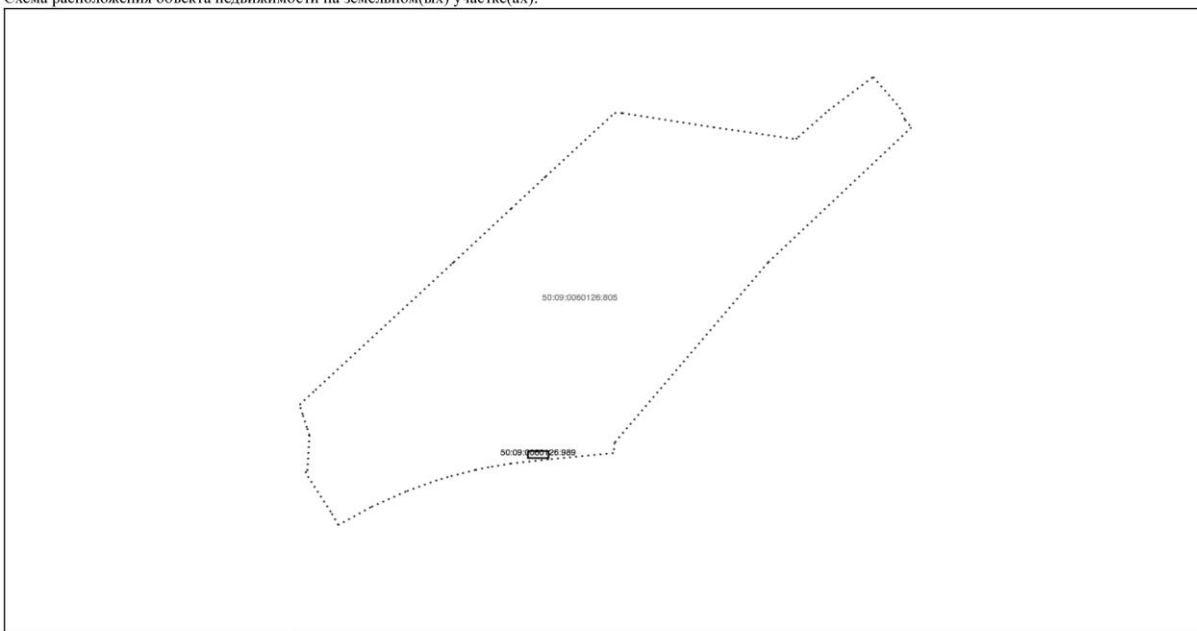 Схема расположения объекта недвижимости на земельном(ых) участке(ах):
50:09:0060126:805
50:09:0060126:989